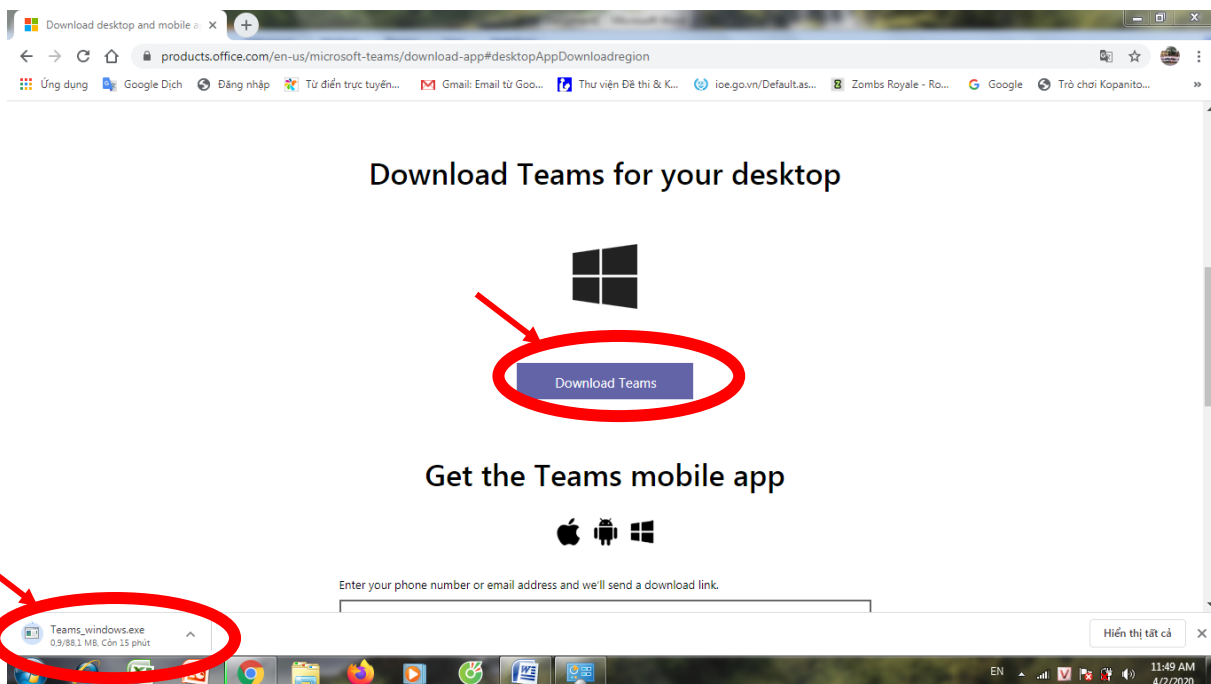 Download desktop and mobile a
products.office.com/en-us/microsoft-teams/download-app#desktopAppDownloadregion
Ứng dụng Google Dịch Đăng nhập Từ điển trực tuyến... Gmail: Email từ Goo... Thư viện Đề thi & K... ioe.go.vn/Default.as... Zombs Royale - Ro... Google Trò chơi Kopanito... »
Download Teams for your desktop
Download Teams
Get the Teams mobile app
Enter your phone number or email address and we'll send a download link.
Teams_windows.exe
0,9/88,1 MB, Còn 15 phút
Hiển thị tất cả
EN 11:49 AM
4/2/2020